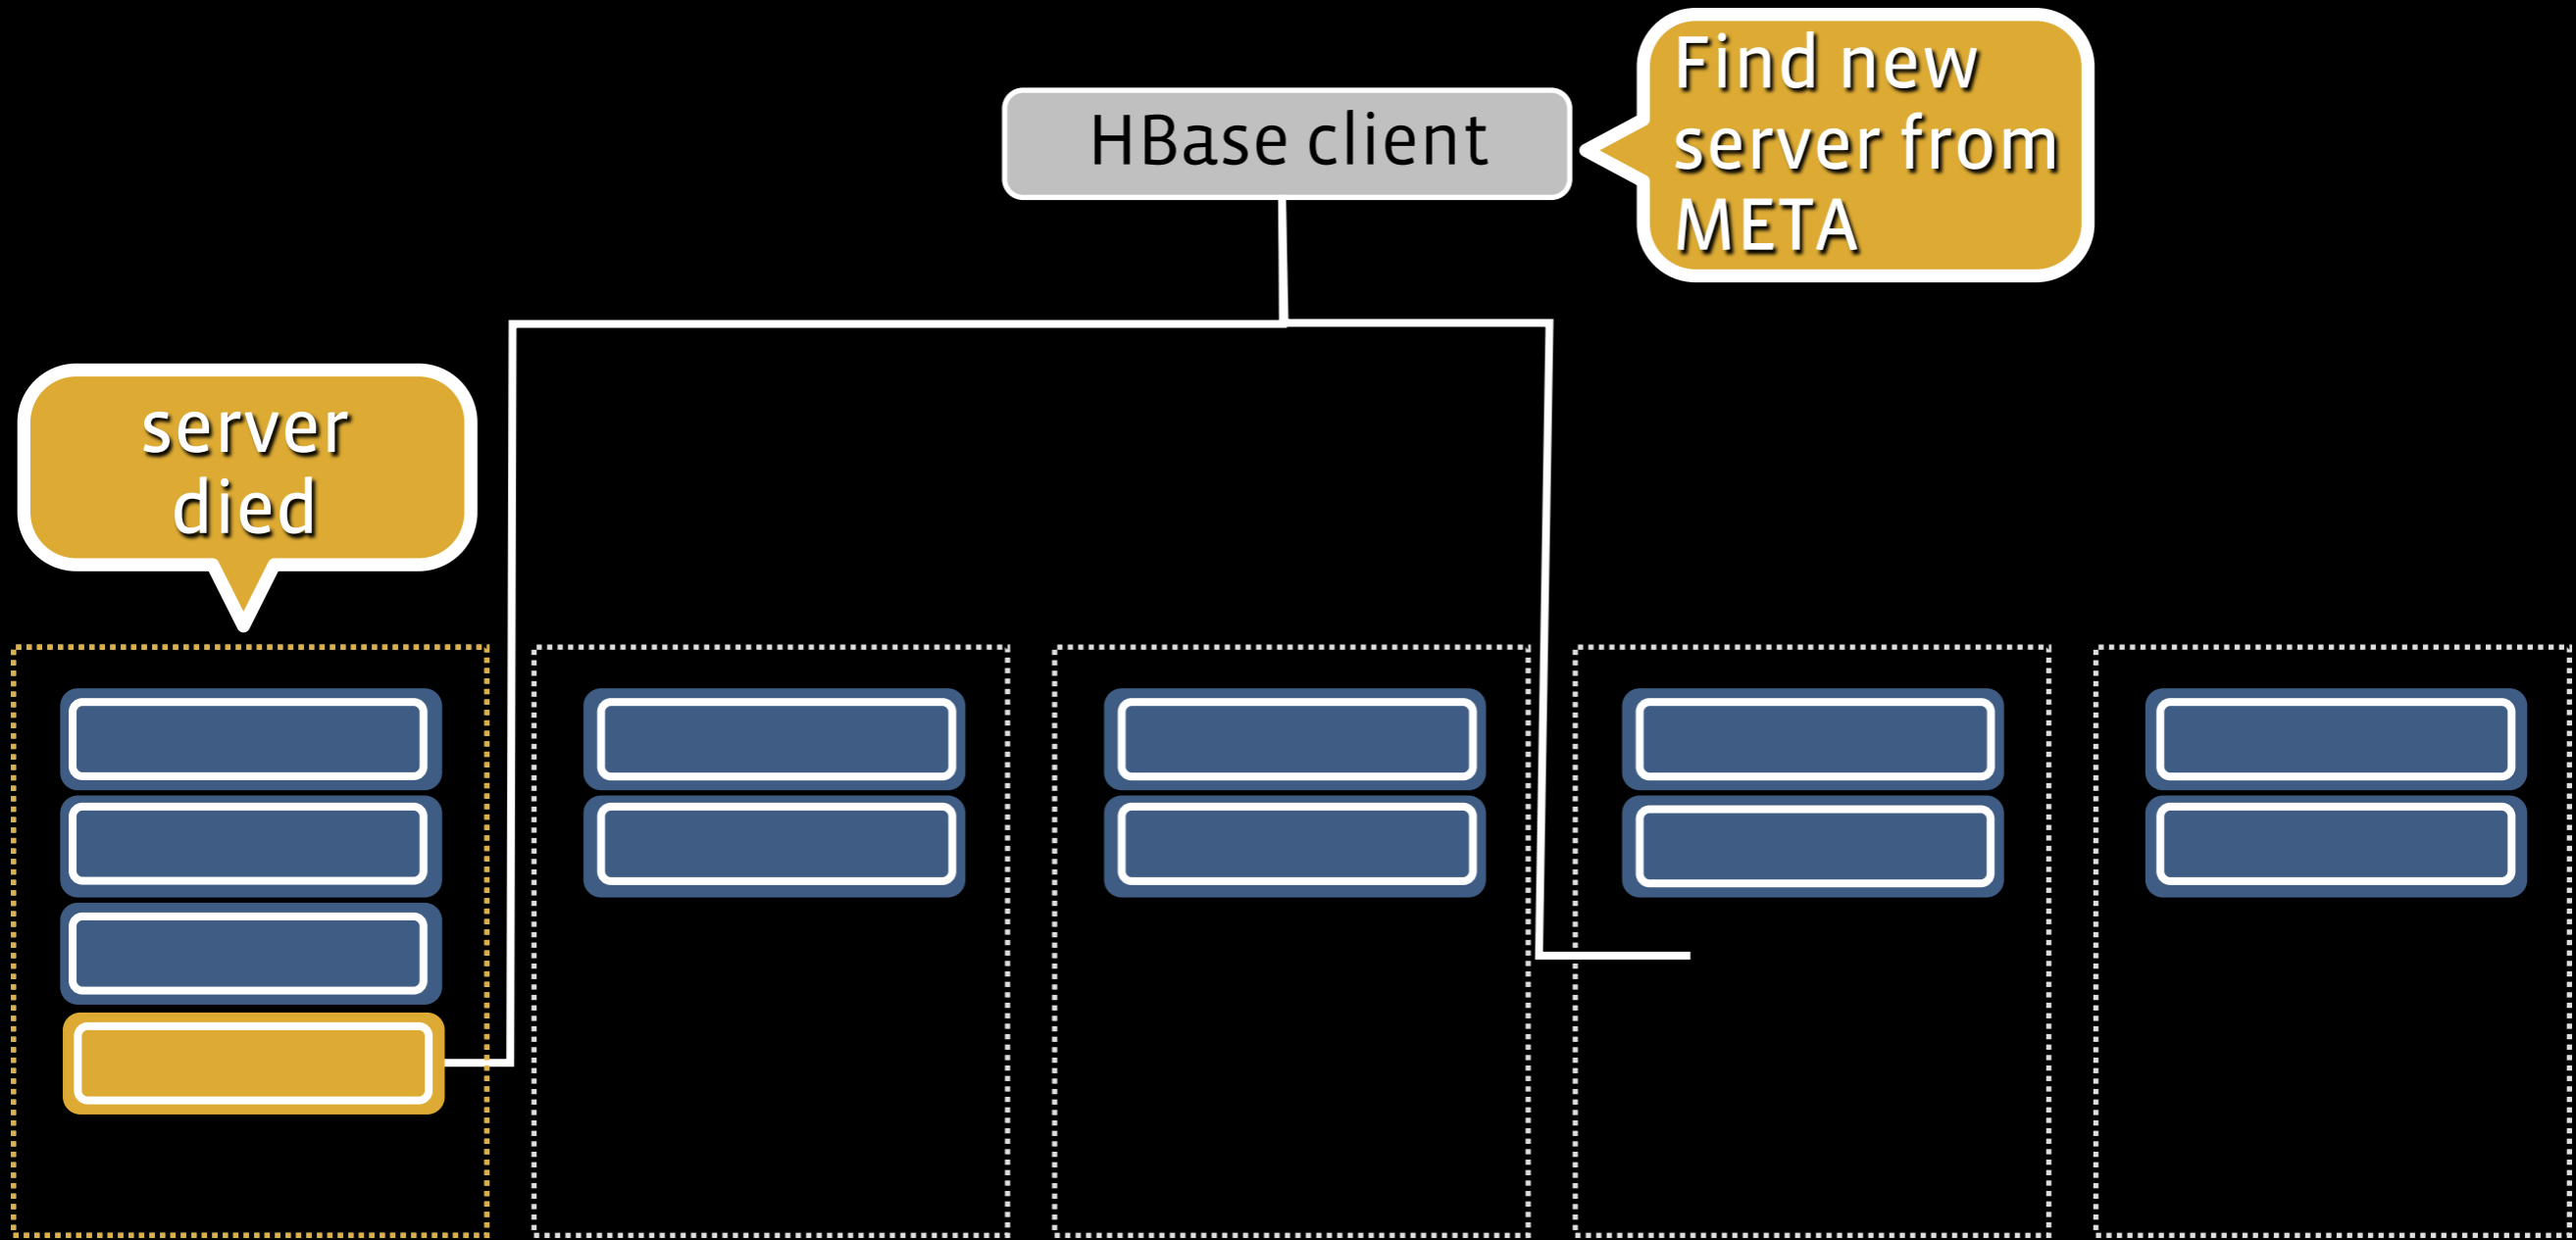 Find new
server from
META
HBase client
server
died